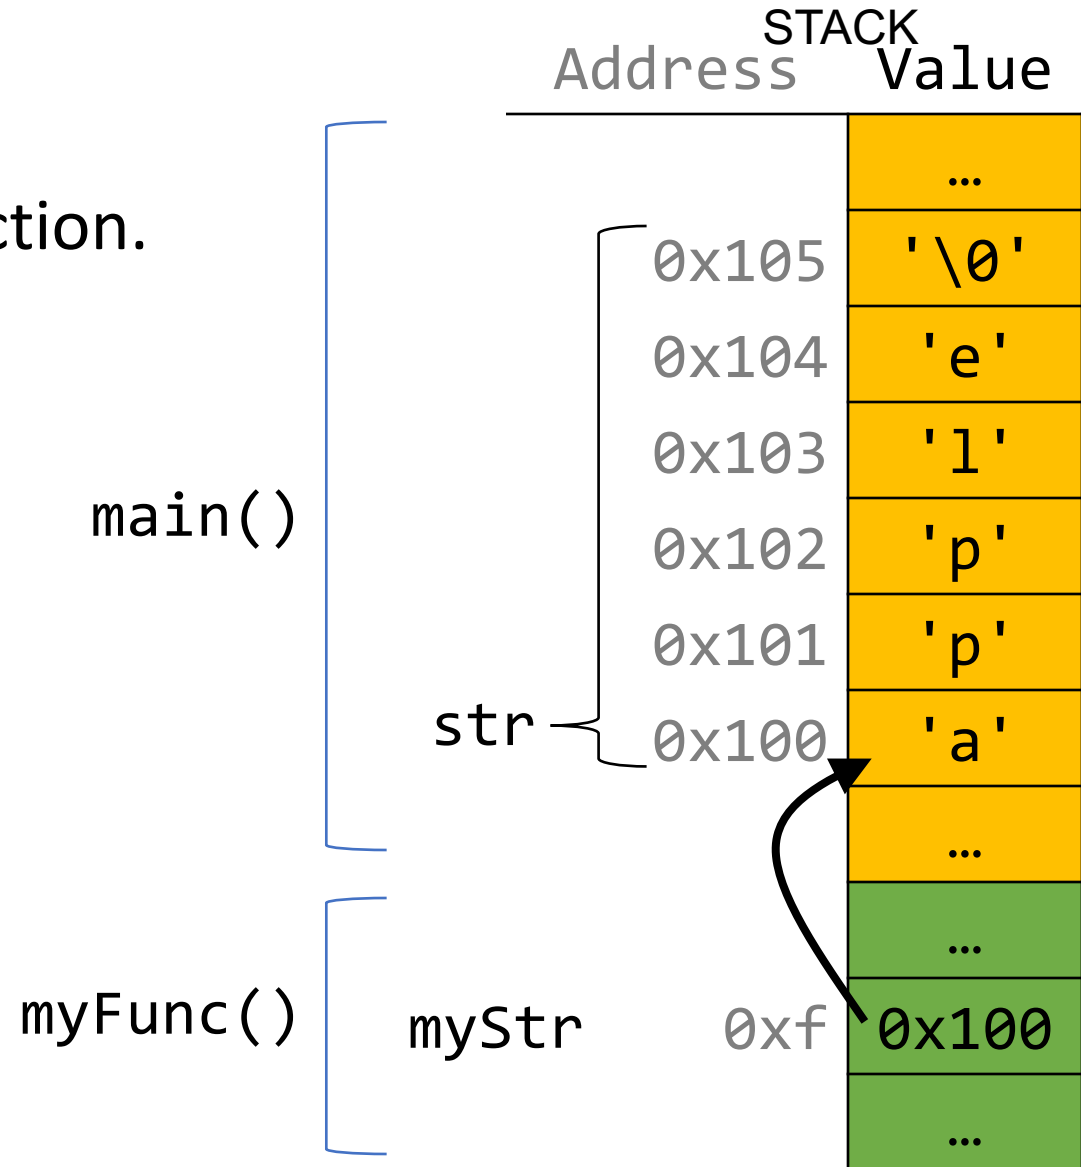 STACK
Address Value
…
ction.
0x105 '\0'
0x104 'e'
0x103 'l'
main() 0x102 'p'
0x101 'p'
str 0x100 'a'
…
…
myFunc() myStr 0xf 0x100
…